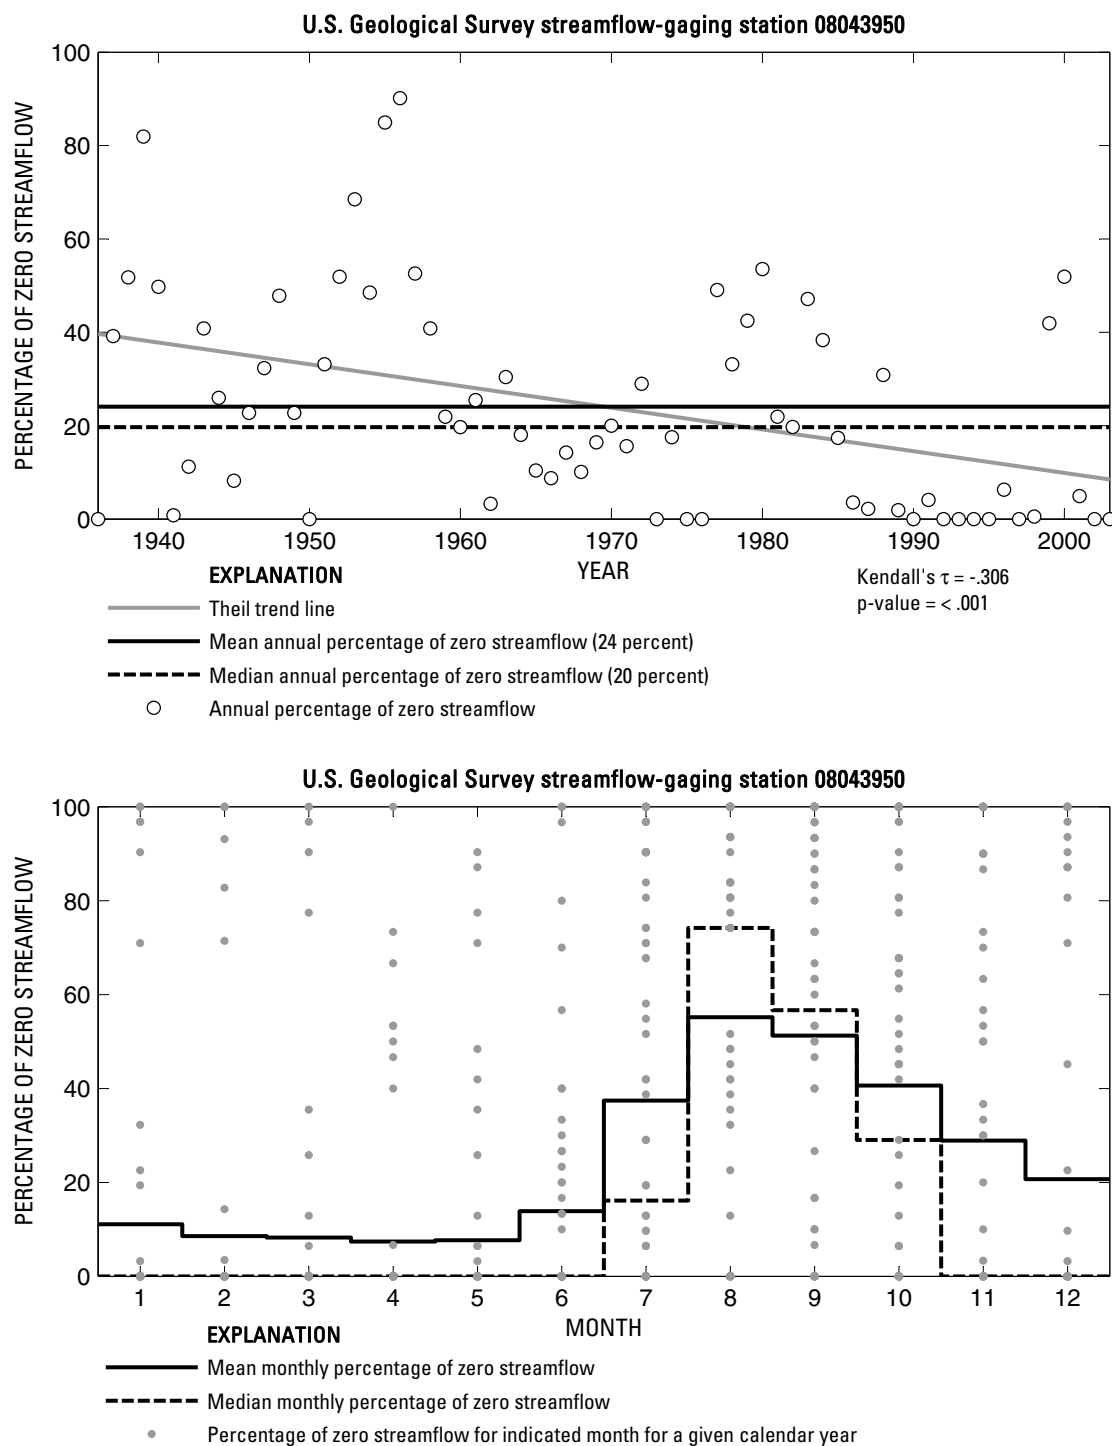 U.S. Geological Survey streamflow-gaging station 08043950
PERCENTAGE OF ZERO STREAMFLOW
100
80
60
40
20
0
1940 1950 1960 1970 1980 1990 2000
YEAR
EXPLANATION
Theil trend line
Mean annual percentage of zero streamflow (24 percent)
Median annual percentage of zero streamflow (20 percent)
Annual percentage of zero streamflow
Kendall's τ = -.306
p-value = < .001
U.S. Geological Survey streamflow-gaging station 08043950
PERCENTAGE OF ZERO STREAMFLOW
100
80
60
40
20
0
1 2 3 4 5 6 7 8 9 10 11 12
MONTH
EXPLANATION
Mean monthly percentage of zero streamflow
Median monthly percentage of zero streamflow
Percentage of zero streamflow for indicated month for a given calendar year